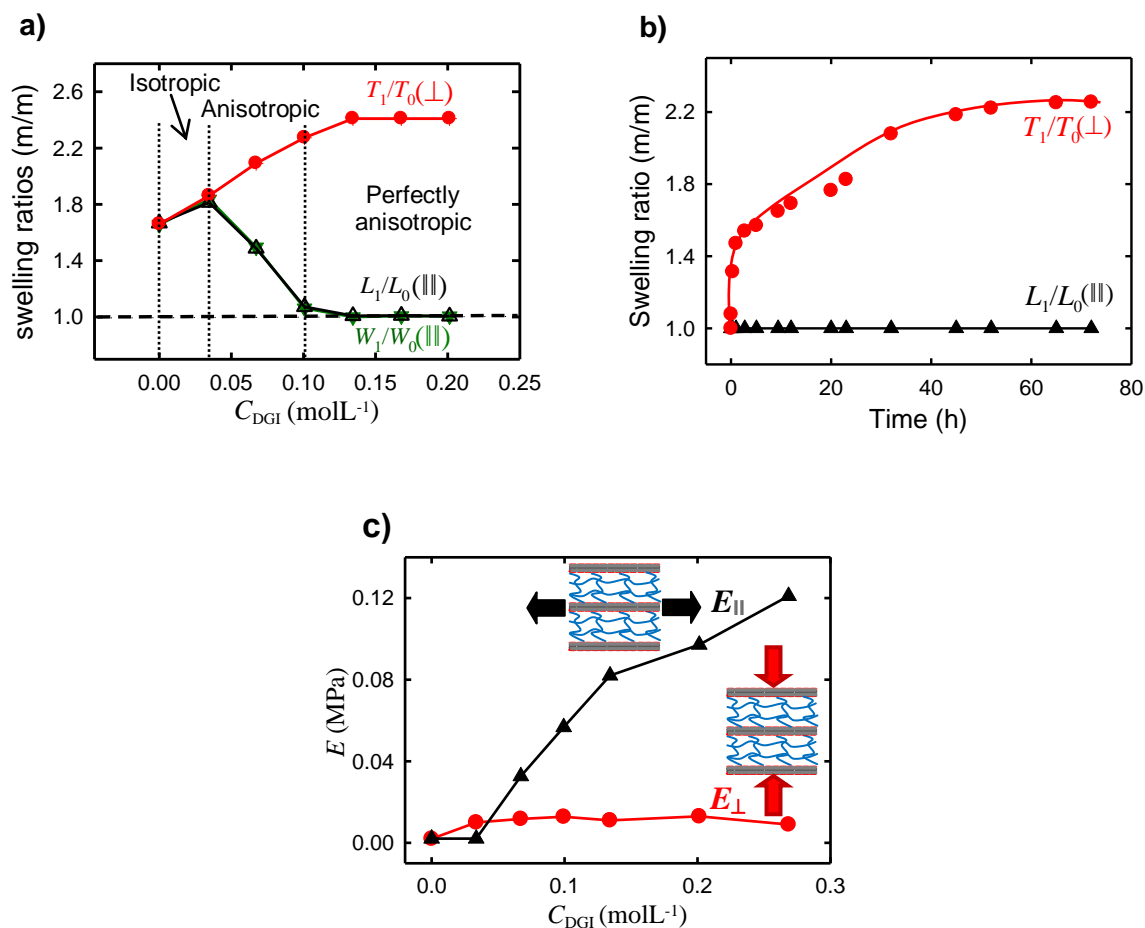 a)
swelling ratios (m/m)
2.6
2.2
1.8
1.4
1.0
Isotropic
Anisotropic
T₁/T₀(⊥)
Perfectly
anisotropic
L₁/L₀(∥∥)
W₁/W₀(∥∥)
0.00 0.05 0.10 0.15 0.20 0.25
C_DGI (molL⁻¹)
b)
Swelling ratio (m/m)
2.2
1.8
1.4
1.0
T₁/T₀(⊥)
L₁/L₀(∥∥)
0 20 40 60 80
Time (h)
c)
E (MPa)
0.12
0.08
0.04
0.00
E∥
E⊥
0.0 0.1 0.2 0.3
C_DGI (molL⁻¹)